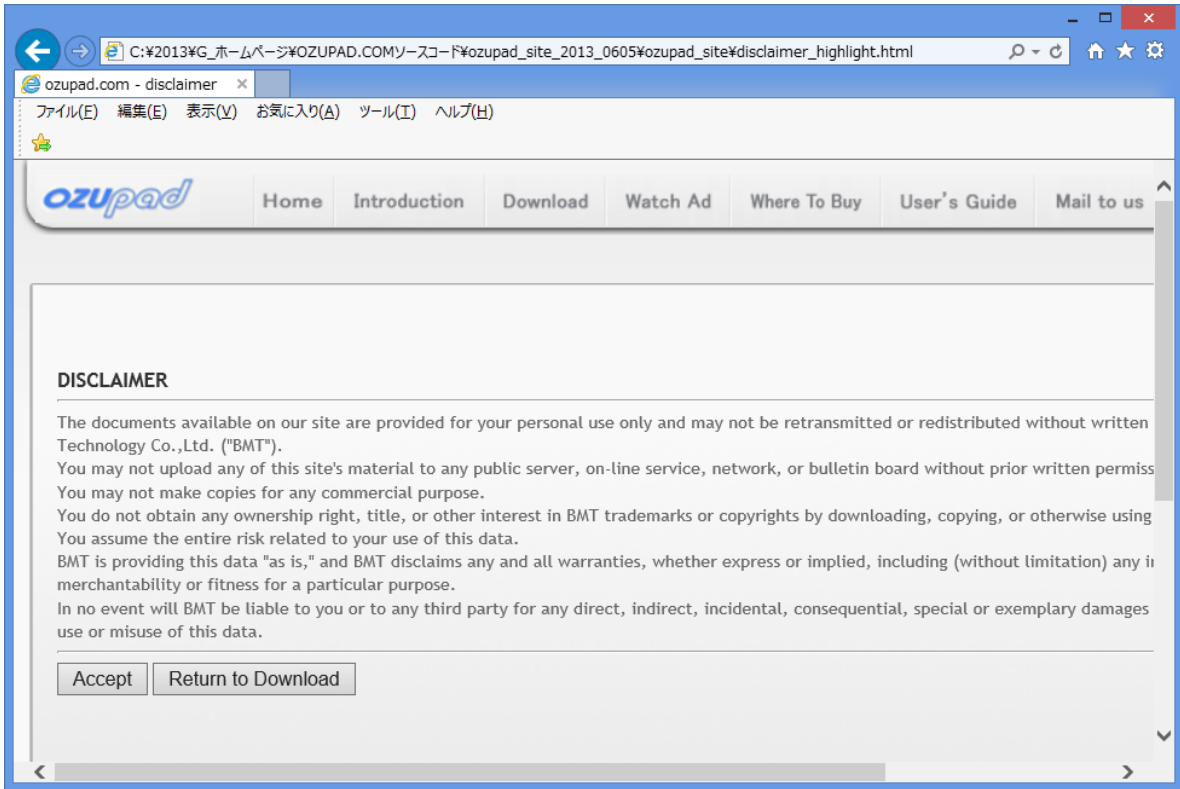 C:¥2013¥G_ホームページ¥OZUPAD.COMソースコード¥ozupad_site_2013_0605¥ozupad_site¥disclaimer_highlight.html
ozupad.com - disclaimer
ファイル(F) 編集(E) 表示(V) お気に入り(A) ツール(T) ヘルプ(H)
ozupad Home Introduction Download Watch Ad Where To Buy User's Guide Mail to us
DISCLAIMER
The documents available on our site are provided for your personal use only and may not be retransmitted or redistributed without written
Technology Co.,Ltd. ("BMT").
You may not upload any of this site's material to any public server, on-line service, network, or bulletin board without prior written permiss
You may not make copies for any commercial purpose.
You do not obtain any ownership right, title, or other interest in BMT trademarks or copyrights by downloading, copying, or otherwise using
You assume the entire risk related to your use of this data.
BMT is providing this data "as is," and BMT disclaims any and all warranties, whether express or implied, including (without limitation) any
merchantability or fitness for a particular purpose.
In no event will BMT be liable to you or to any third party for any direct, indirect, incidental, consequential, special or exemplary damages
use or misuse of this data.
Accept Return to Download